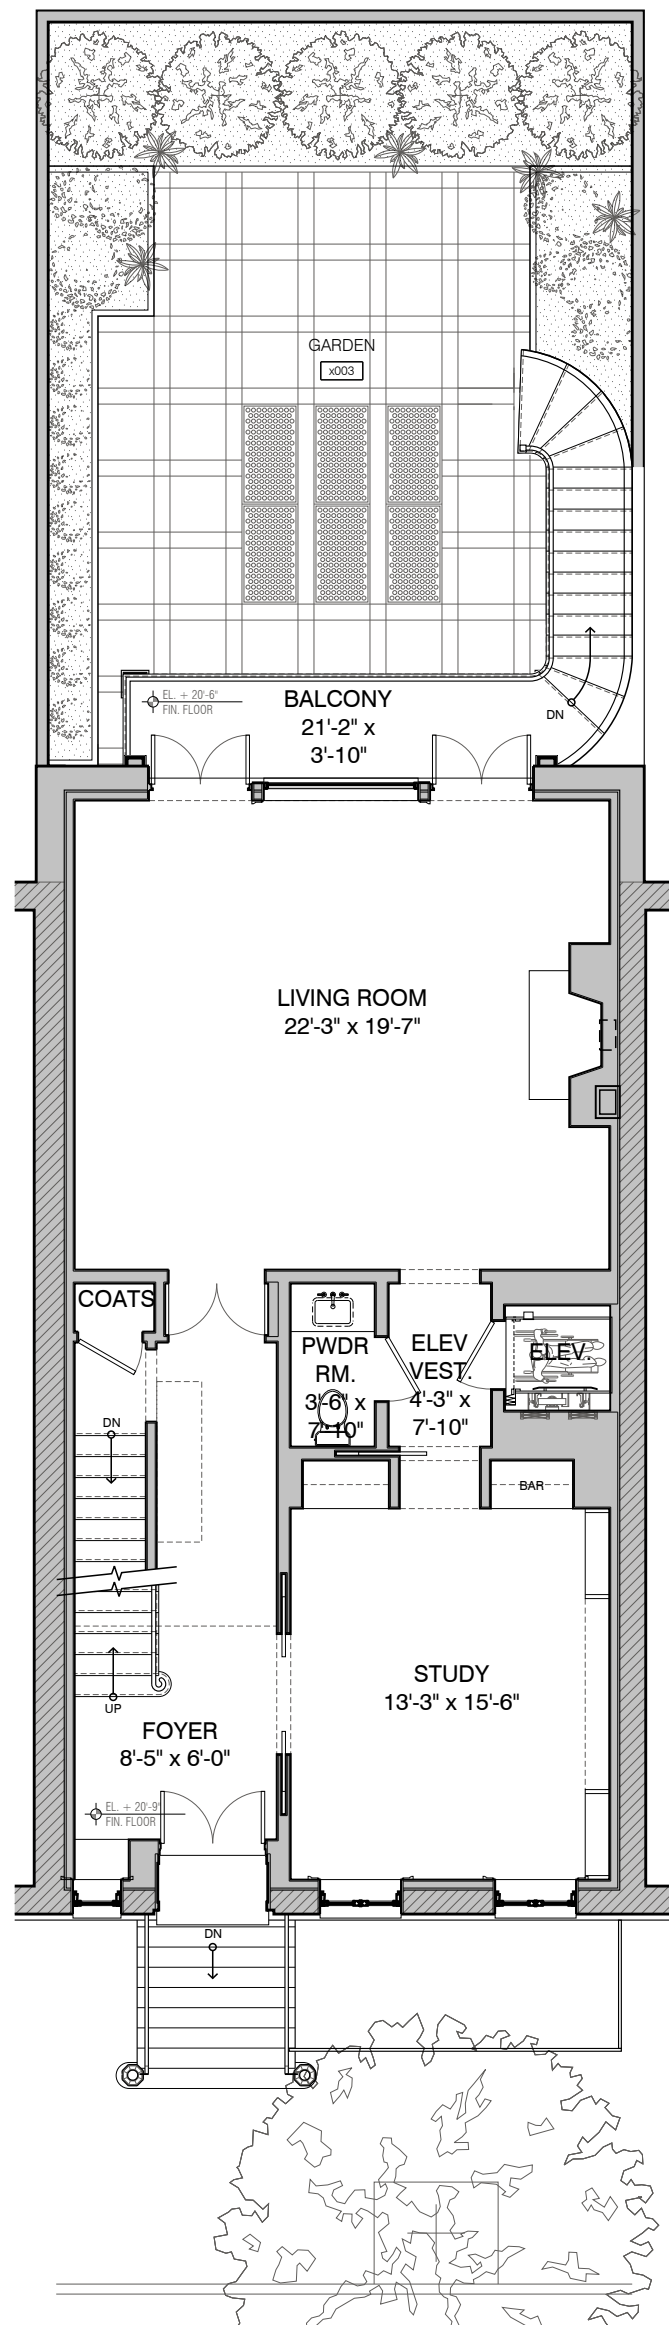 GARDEN
x003
EL. + 20'-6"
FIN. FLOOR
BALCONY
21'-2" x
3'-10"
DN
LIVING ROOM
22'-3" x 19'-7"
COATS
PWDR
RM.
3'-6" x
7'-10"
ELEV
VEST.
4'-3" x
7'-10"
ELEV.
DN
BAR
STUDY
13'-3" x 15'-6"
UP
FOYER
8'-5" x 6'-0"
EL. + 20'-9"
FIN. FLOOR
DN